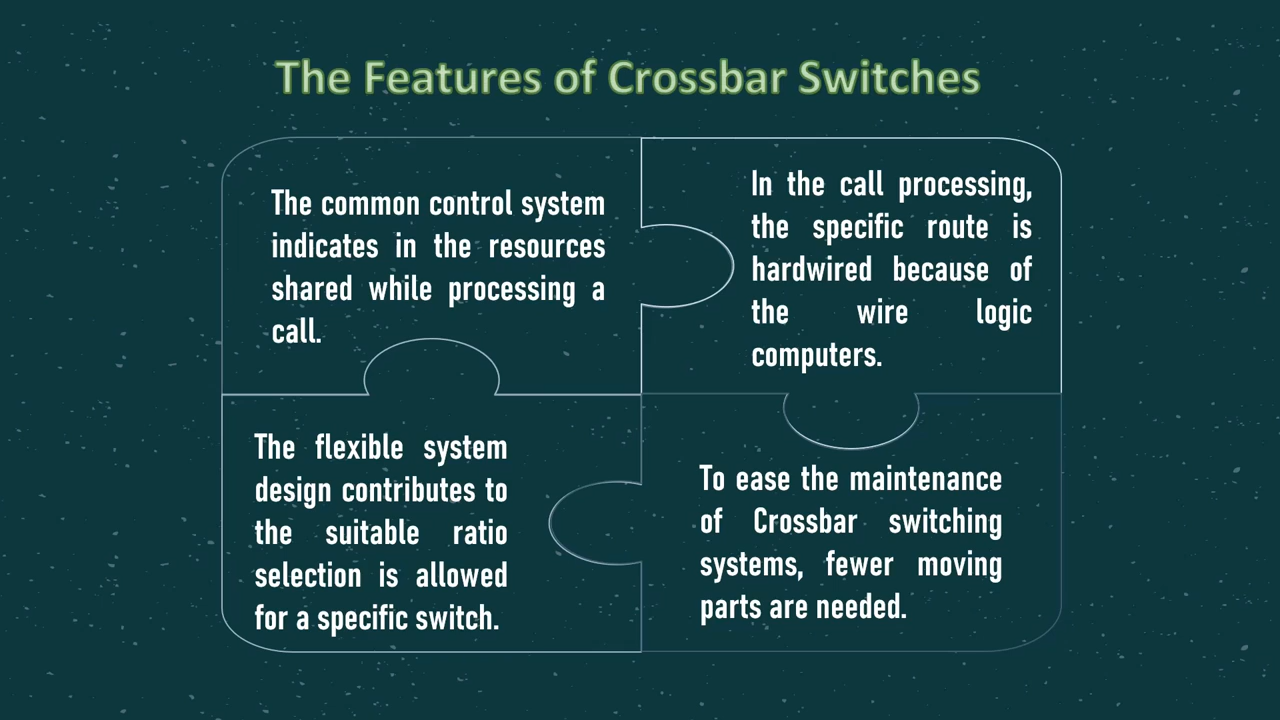 The Features of Crossbar Switches
The common control system
indicates in the resources
shared while processing a
call.
In the call processing,
the specific route is
hardwired because of
the wire logic
computers.
The flexible system
design contributes to
the suitable ratio
selection is allowed
for a specific switch.
To ease the maintenance
of Crossbar switching
systems, fewer moving
parts are needed.